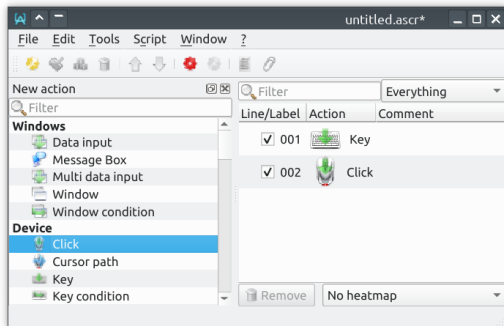 untitled.ascr*
File Edit Tools Script Window ?
New action
Filter
Windows
Data input
Message Box
Multi data input
Window
Window condition
Device
Click
Cursor path
Key
Key condition
Filter Everything
Line/Label Action Comment
001 Key
002 Click
Remove No heatmap